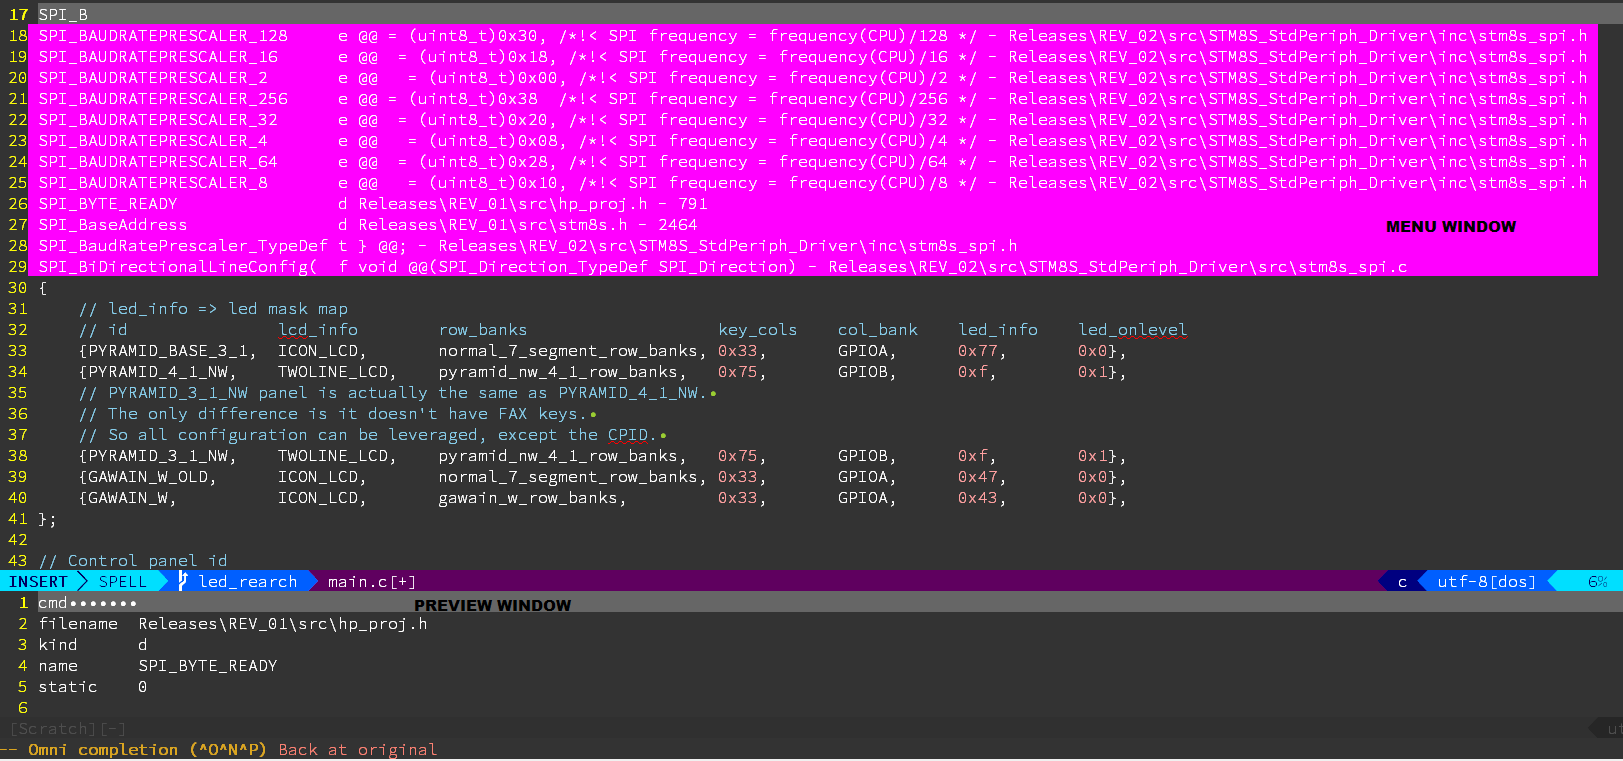 17 SPI_B
18 SPI_BAUDRATEPRESCALER_128     e @@ = (uint8_t)0x30, /*!< SPI frequency = frequency(CPU)/128 */ - Releases\REV_02\src\STM8S_StdPeriph_Driver\inc\stm8s_spi.h
19 SPI_BAUDRATEPRESCALER_16      e @@  = (uint8_t)0x18, /*!< SPI frequency = frequency(CPU)/16 */ - Releases\REV_02\src\STM8S_StdPeriph_Driver\inc\stm8s_spi.h
20 SPI_BAUDRATEPRESCALER_2       e @@   = (uint8_t)0x00, /*!< SPI frequency = frequency(CPU)/2 */ - Releases\REV_02\src\STM8S_StdPeriph_Driver\inc\stm8s_spi.h
21 SPI_BAUDRATEPRESCALER_256     e @@ = (uint8_t)0x38  /*!< SPI frequency = frequency(CPU)/256 */ - Releases\REV_02\src\STM8S_StdPeriph_Driver\inc\stm8s_spi.h
22 SPI_BAUDRATEPRESCALER_32      e @@  = (uint8_t)0x20, /*!< SPI frequency = frequency(CPU)/32 */ - Releases\REV_02\src\STM8S_StdPeriph_Driver\inc\stm8s_spi.h
23 SPI_BAUDRATEPRESCALER_4       e @@   = (uint8_t)0x08, /*!< SPI frequency = frequency(CPU)/4 */ - Releases\REV_02\src\STM8S_StdPeriph_Driver\inc\stm8s_spi.h
24 SPI_BAUDRATEPRESCALER_64      e @@  = (uint8_t)0x28, /*!< SPI frequency = frequency(CPU)/64 */ - Releases\REV_02\src\STM8S_StdPeriph_Driver\inc\stm8s_spi.h
25 SPI_BAUDRATEPRESCALER_8       e @@   = (uint8_t)0x10, /*!< SPI frequency = frequency(CPU)/8 */ - Releases\REV_02\src\STM8S_StdPeriph_Driver\inc\stm8s_spi.h
26 SPI_BYTE_READY                d Releases\REV_01\src\hp_proj.h - 791
27 SPI_BaseAddress               d Releases\REV_01\src\stm8s.h - 2464 MENU WINDOW
28 SPI_BaudRatePrescaler_TypeDef t } @@; - Releases\REV_02\src\STM8S_StdPeriph_Driver\inc\stm8s_spi.h
29 SPI_BiDirectionalLineConfig(  f void @@(SPI_Direction_TypeDef SPI_Direction) - Releases\REV_02\src\STM8S_StdPeriph_Driver\src\stm8s_spi.c
30 {
31     // led_info => led mask map
32     // id               lcd_info        row_banks                   key_cols    col_bank    led_info    led_onlevel
33     {PYRAMID_BASE_3_1,  ICON_LCD,       normal_7_segment_row_banks, 0x33,       GPIOA,      0x77,       0x0},
34     {PYRAMID_4_1_NW,    TWOLINE_LCD,    pyramid_nw_4_1_row_banks,   0x75,       GPIOB,      0xf,        0x1},
35     // PYRAMID_3_1_NW panel is actually the same as PYRAMID_4_1_NW.•
36     // The only difference is it doesn't have FAX keys.•
37     // So all configuration can be leveraged, except the CPID.•
38     {PYRAMID_3_1_NW,    TWOLINE_LCD,    pyramid_nw_4_1_row_banks,   0x75,       GPIOB,      0xf,        0x1},
39     {GAWAIN_W_OLD,      ICON_LCD,       normal_7_segment_row_banks, 0x33,       GPIOA,      0x47,       0x0},
40     {GAWAIN_W,          ICON_LCD,       gawain_w_row_banks,         0x33,       GPIOA,      0x43,       0x0},
41 };
42
43 // Control panel id
INSERT SPELL led_rearch main.c[+] c utf-8[dos] 6%
1 cmd••••••• PREVIEW WINDOW
2 filename  Releases\REV_01\src\hp_proj.h
3 kind      d
4 name      SPI_BYTE_READY
5 static    0
6
[Scratch][-] ut
-- Omni completion (^O^N^P) Back at original